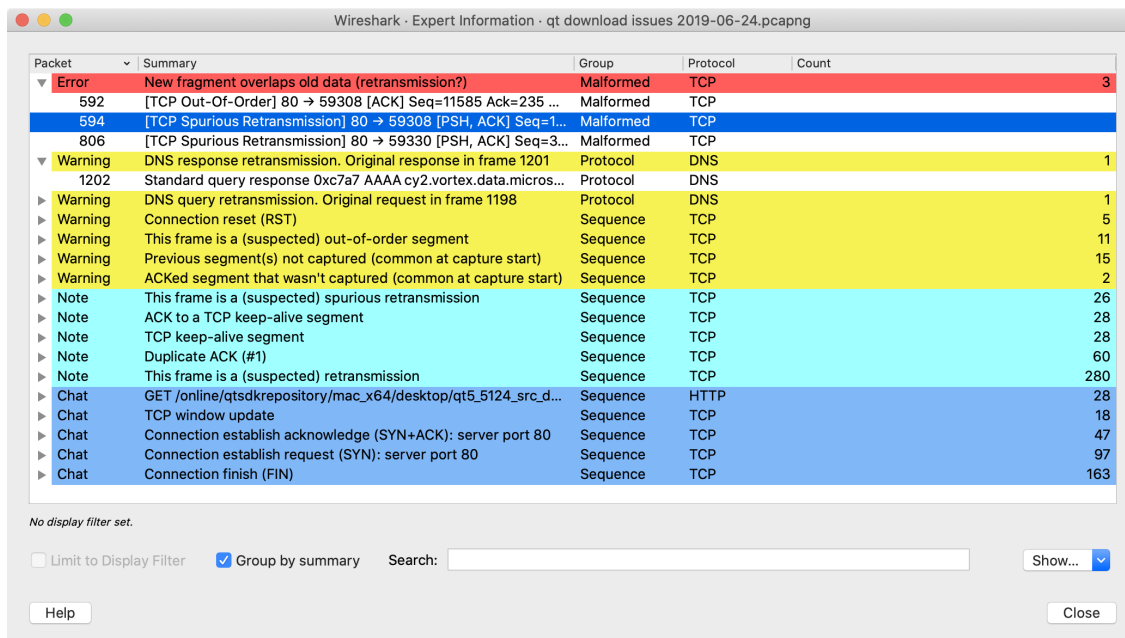 Wireshark · Expert Information · qt download issues 2019-06-24.pcapng
Packet Summary Group Protocol Count
Error New fragment overlaps old data (retransmission?) Malformed TCP 3
592 [TCP Out-Of-Order] 80 → 59308 [ACK] Seq=11585 Ack=235 ... Malformed TCP
594 [TCP Spurious Retransmission] 80 → 59308 [PSH, ACK] Seq=1... Malformed TCP
806 [TCP Spurious Retransmission] 80 → 59330 [PSH, ACK] Seq=3... Malformed TCP
Warning DNS response retransmission. Original response in frame 1201 Protocol DNS 1
1202 Standard query response 0xc7a7 AAAA cy2.vortex.data.micros... Protocol DNS
Warning DNS query retransmission. Original request in frame 1198 Protocol DNS 1
Warning Connection reset (RST) Sequence TCP 5
Warning This frame is a (suspected) out-of-order segment Sequence TCP 11
Warning Previous segment(s) not captured (common at capture start) Sequence TCP 15
Warning ACKed segment that wasn't captured (common at capture start) Sequence TCP 2
Note This frame is a (suspected) spurious retransmission Sequence TCP 26
Note ACK to a TCP keep-alive segment Sequence TCP 28
Note TCP keep-alive segment Sequence TCP 28
Note Duplicate ACK (#1) Sequence TCP 60
Note This frame is a (suspected) retransmission Sequence TCP 280
Chat GET /online/qtsdkrepository/mac_x64/desktop/qt5_5124_src_d... Sequence HTTP 28
Chat TCP window update Sequence TCP 18
Chat Connection establish acknowledge (SYN+ACK): server port 80 Sequence TCP 47
Chat Connection establish request (SYN): server port 80 Sequence TCP 97
Chat Connection finish (FIN) Sequence TCP 163
No display filter set.
Limit to Display Filter Group by summary Search: Show...
Help Close